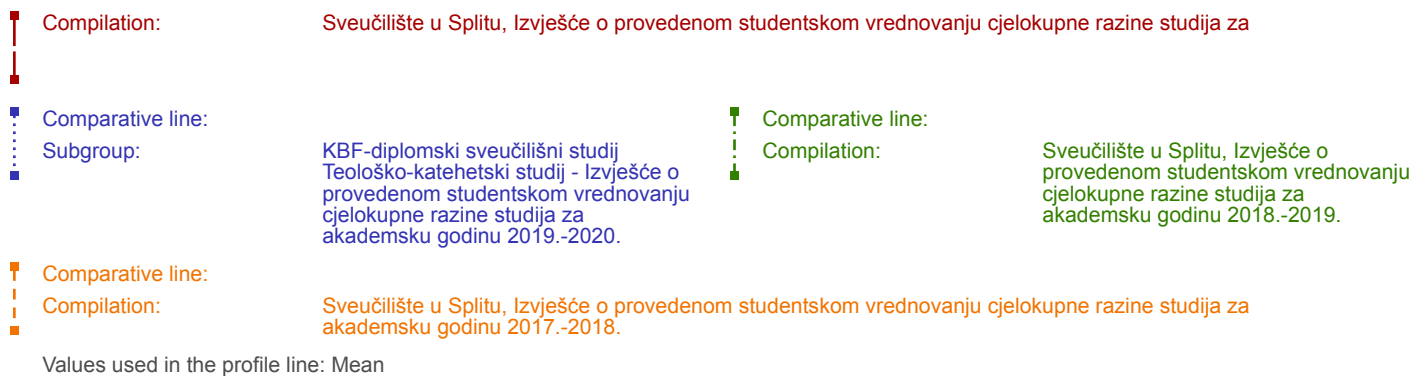 Compilation: Sveučilište u Splitu, Izvješće o provedenom studentskom vrednovanju cjelokupne razine studija za
Comparative line:
Subgroup: KBF-diplomski sveučilišni studij
Teološko-katehetski studij - Izvješće o
provedenom studentskom vrednovanju
cjelokupne razine studija za
akademsku godinu 2019.-2020.
Comparative line:
Compilation: Sveučilište u Splitu, Izvješće o
provedenom studentskom vrednovanju
cjelokupne razine studija za
akademsku godinu 2018.-2019.
Comparative line:
Compilation: Sveučilište u Splitu, Izvješće o provedenom studentskom vrednovanju cjelokupne razine studija za
akademsku godinu 2017.-2018.
Values used in the profile line: Mean